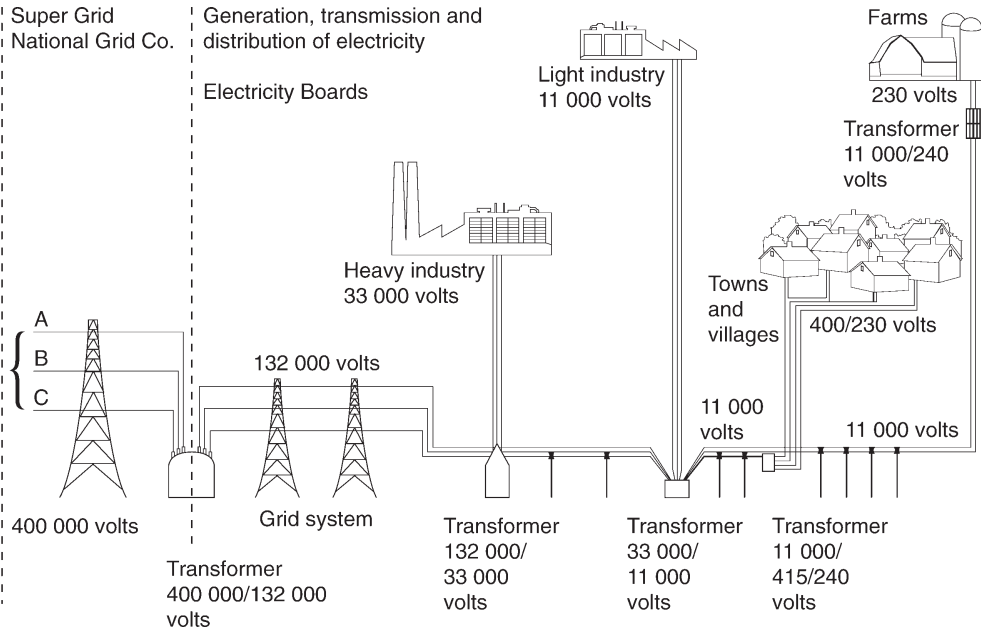 Super Grid
National Grid Co.
Generation, transmission and
distribution of electricity
Electricity Boards
Light industry
11 000 volts
Farms
230 volts
Transformer
11 000/240
volts
Heavy industry
33 000 volts
Towns
and
villages
400/230 volts
A
B
C
132 000 volts
11 000
volts
11 000 volts
400 000 volts
Grid system
Transformer
400 000/132 000
volts
Transformer
132 000/
33 000
volts
Transformer
33 000/
11 000
volts
Transformer
11 000/
415/240
volts